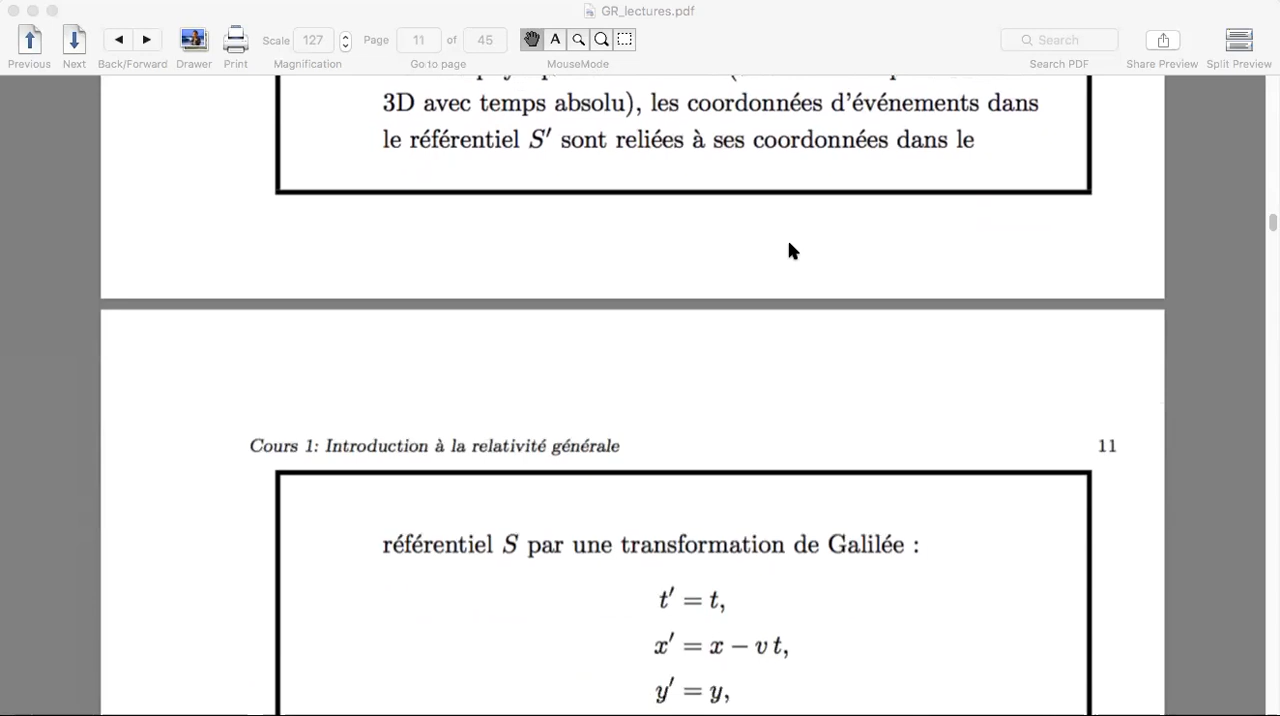 GR_lectures.pdf
Previous Next Back/Forward Drawer Print Scale 127 Magnification Page 11 of 45 Go to page A MouseMode Search Search PDF Share Preview Split Preview
3D avec temps absolu), les coordonnées d'événements dans
le référentiel S′ sont reliées à ses coordonnées dans le
Cours 1: Introduction à la relativité générale 11
référentiel S par une transformation de Galilée :
t′ = t,
x′ = x − v t,
y′ = y,